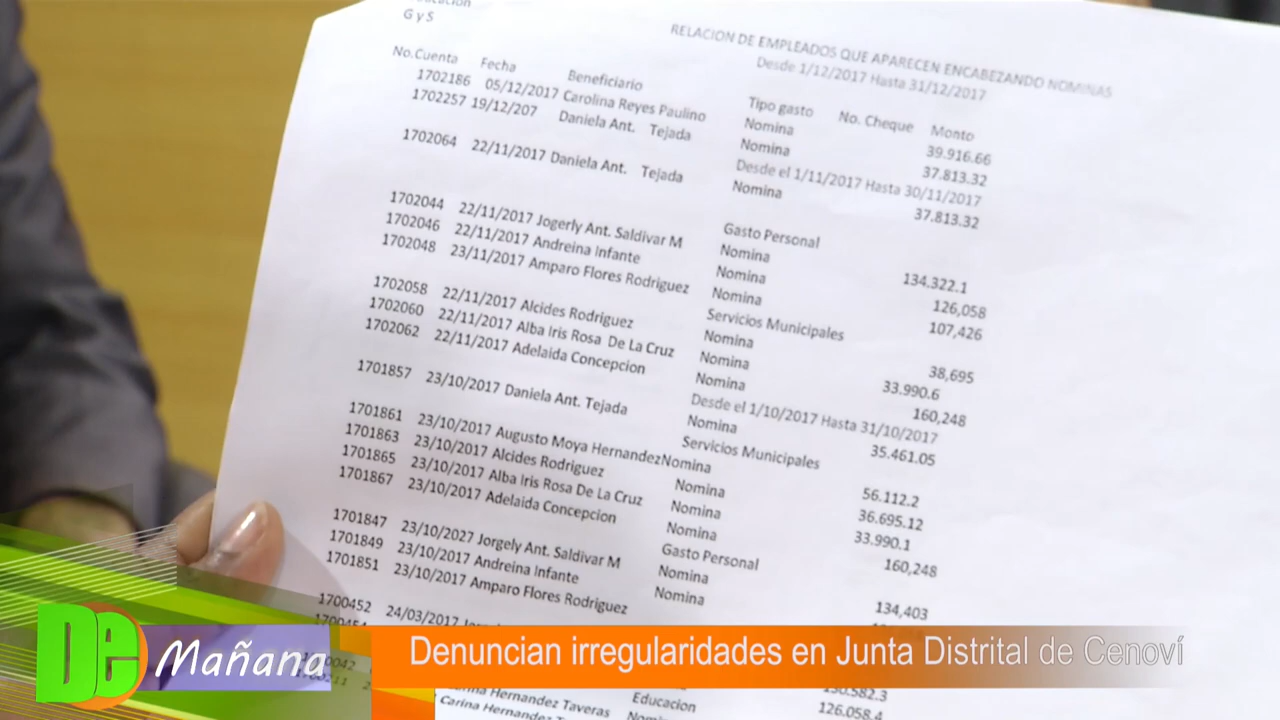 G y S
RELACION DE EMPLEADOS QUE APARECEN ENCABEZANDO NOMINAS
Desde 1/12/2017 Hasta 31/12/2017
No.Cuenta Fecha Beneficiario Tipo gasto No. Cheque Monto
1702186 05/12/2017 Carolina Reyes Paulino Nomina 39.916.66
1702257 19/12/207 Daniela Ant. Tejada Nomina 37.813.32
Desde el 1/11/2017 Hasta 30/11/2017
1702064 22/11/2017 Daniela Ant. Tejada Nomina 37.813.32
Gasto Personal
1702044 22/11/2017 Jogerly Ant. Saldivar M Nomina 134.322.1
1702046 22/11/2017 Andreina Infante Nomina 126,058
1702048 23/11/2017 Amparo Flores Rodriguez Nomina 107,426
Servicios Municipales
1702058 22/11/2017 Alcides Rodriguez Nomina 38,695
1702060 22/11/2017 Alba Iris Rosa De La Cruz Nomina 33.990.6
1702062 22/11/2017 Adelaida Concepcion Nomina 160,248
Desde el 1/10/2017 Hasta 31/10/2017
1701857 23/10/2017 Daniela Ant. Tejada Nomina 35.461.05
Servicios Municipales
1701861 23/10/2017 Augusto Moya Hernandez Nomina 56.112.2
1701863 23/10/2017 Alcides Rodriguez Nomina 36.695.12
1701865 23/10/2017 Alba Iris Rosa De La Cruz Nomina 33.990.1
1701867 23/10/2017 Adelaida Concepcion Nomina 160,248
Gasto Personal
1701847 23/10/2027 Jorgely Ant. Saldivar M Nomina 134,403
1701849 23/10/2017 Andreina Infante Nomina
1701851 23/10/2017 Amparo Flores Rodriguez
1700452 24/03/2017
Denuncian irregularidades en Junta Distrital de Cenoví
De Mañana
Hernandez Taveras Educacion 126.058.4
Carina Hernandez